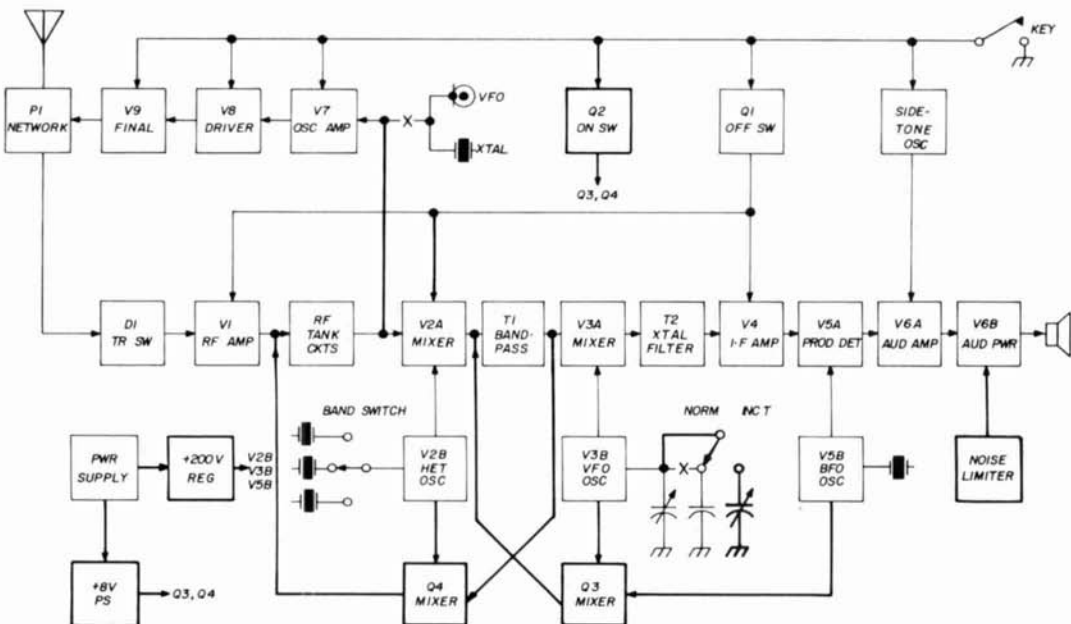 KEY
P1
NETWORK
V9
FINAL
V8
DRIVER
V7
OSC AMP
X
VFO
XTAL
Q2
ON SW
Q1
OFF SW
SIDE-
TONE
OSC
Q3, Q4
D1
TR SW
V1
RF AMP
RF
TANK
CKTS
V2A
MIXER
T1
BAND-
PASS
V3A
MIXER
T2
XTAL
FILTER
V4
I-F AMP
V5A
PROD DET
V6A
AUD AMP
V6B
AUD PWR
BAND SWITCH
NORM INCT
PWR
SUPPLY
+200V
REG
V2B
V3B
V5B
V2B
HET
OSC
V3B
VFO
OSC
X
V5B
BFO
OSC
NOISE
LIMITER
+8V
PS
Q3, Q4
Q4
MIXER
Q3
MIXER